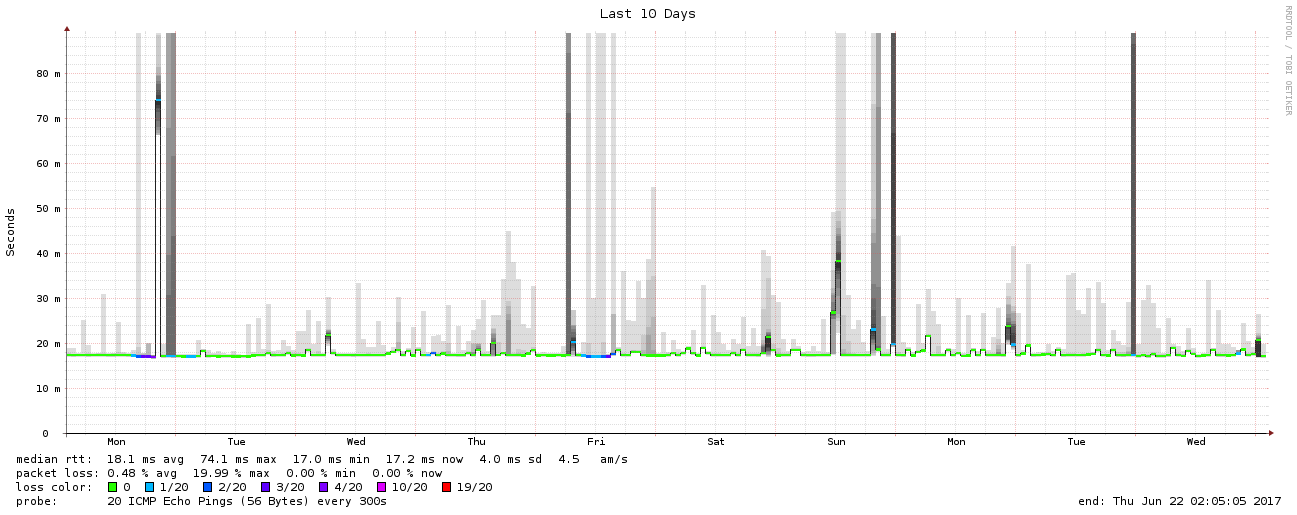 Last 10 Days
RRDTOOL / TOBI OETIKER
Seconds
80 m
70 m
60 m
50 m
40 m
30 m
20 m
10 m
0
Mon Tue Wed Thu Fri Sat Sun Mon Tue Wed
median rtt: 18.1 ms avg 74.1 ms max 17.0 ms min 17.2 ms now 4.0 ms sd 4.5 am/s
packet loss: 0.48 % avg 19.99 % max 0.00 % min 0.00 % now
loss color: 0 1/20 2/20 3/20 4/20 10/20 19/20
probe: 20 ICMP Echo Pings (56 Bytes) every 300s end: Thu Jun 22 02:05:05 2017